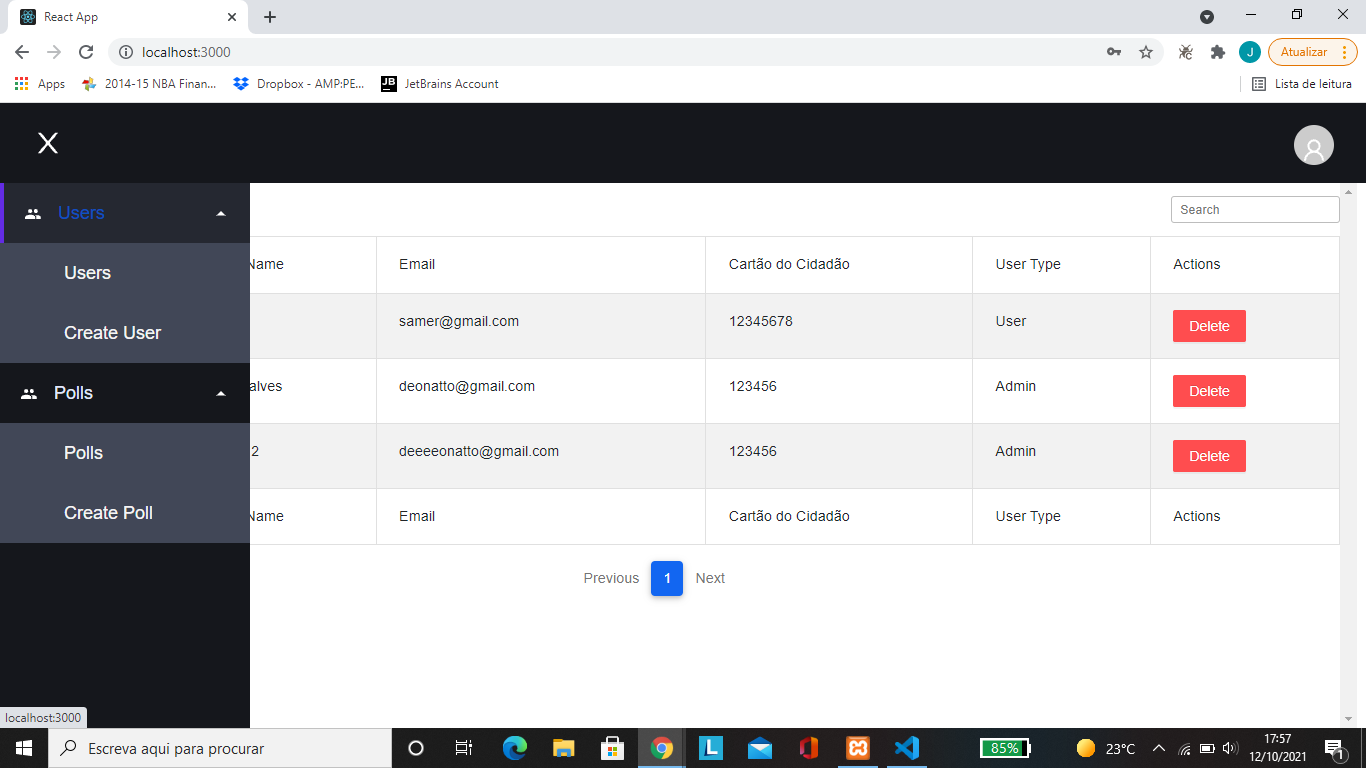 React App
localhost:3000
J
Atualizar
Apps
2014-15 NBA Finan...
Dropbox - AMP:PE...
JB
JetBrains Account
Lista de leitura
X
Users
Users
Create User
Polls
Polls
Create Poll
Search
Name Email Cartão do Cidadão User Type Actions
samer@gmail.com 12345678 User Delete
alves deonatto@gmail.com 123456 Admin Delete
2 deeeeonatto@gmail.com 123456 Admin Delete
Name Email Cartão do Cidadão User Type Actions
Previous 1 Next
localhost:3000
Escreva aqui para procurar
L
85%
23°C
17:57
12/10/2021
1